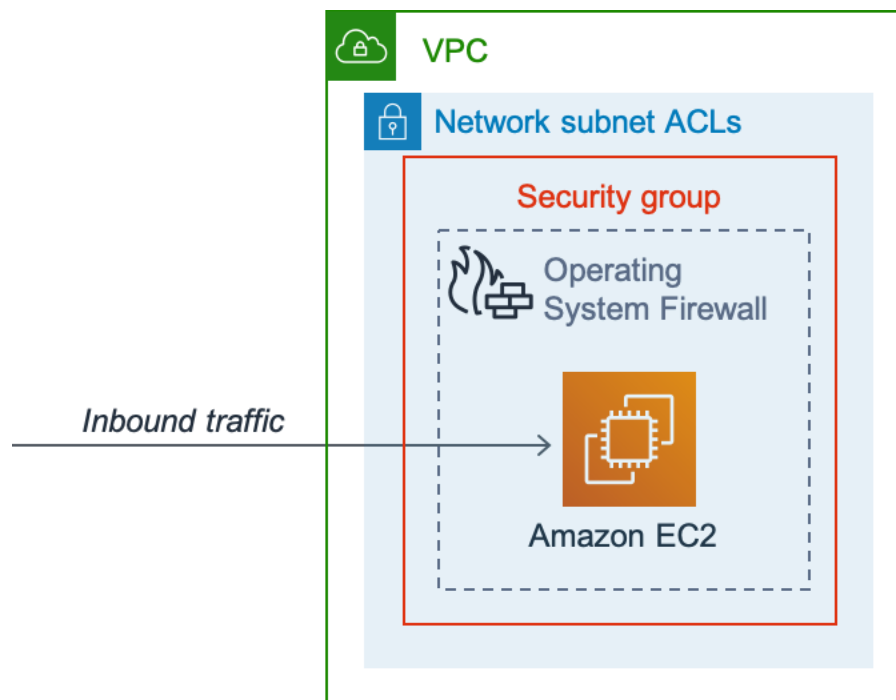 VPC
Network subnet ACLs
Security group
Operating
System Firewall
Inbound traffic
Amazon EC2